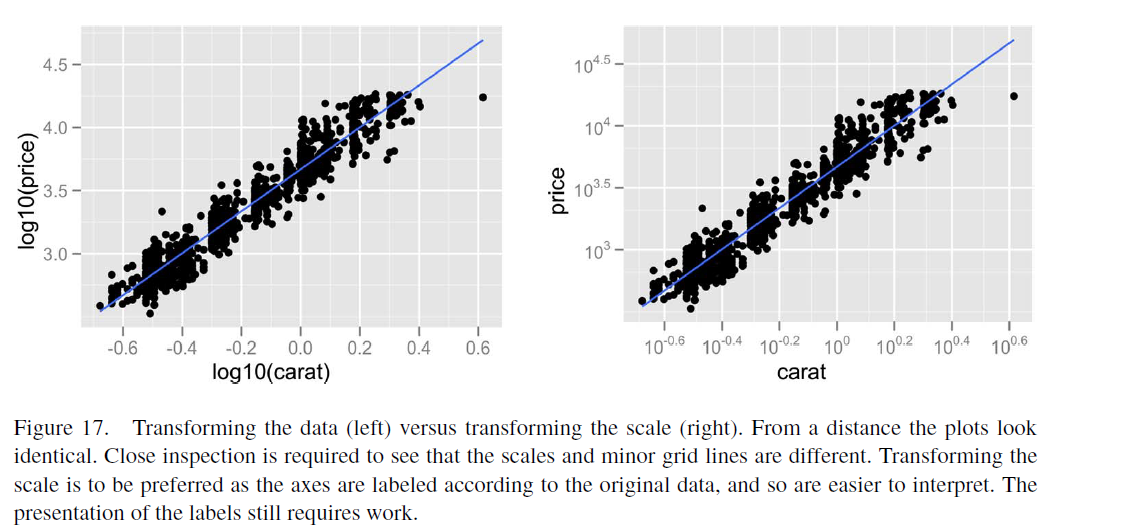 4.5
4.0
3.5
3.0
log10(price)
-0.6 -0.4 -0.2 0.0 0.2 0.4 0.6
log10(carat)
10^4.5
10^4
10^3.5
10^3
price
10^-0.6 10^-0.4 10^-0.2 10^0 10^0.2 10^0.4 10^0.6
carat
Figure 17. Transforming the data (left) versus transforming the scale (right). From a distance the plots look
identical. Close inspection is required to see that the scales and minor grid lines are different. Transforming the
scale is to be preferred as the axes are labeled according to the original data, and so are easier to interpret. The
presentation of the labels still requires work.